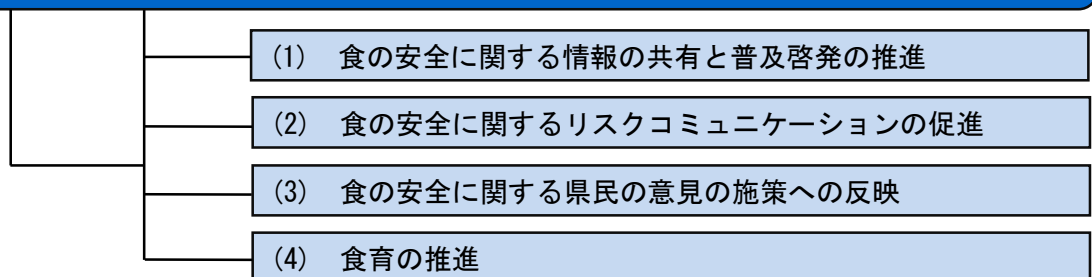 (1) 食の安全に関する情報の共有と普及啓発の推進
(2) 食の安全に関するリスクコミュニケーションの促進
(3) 食の安全に関する県民の意見の施策への反映
(4) 食育の推進